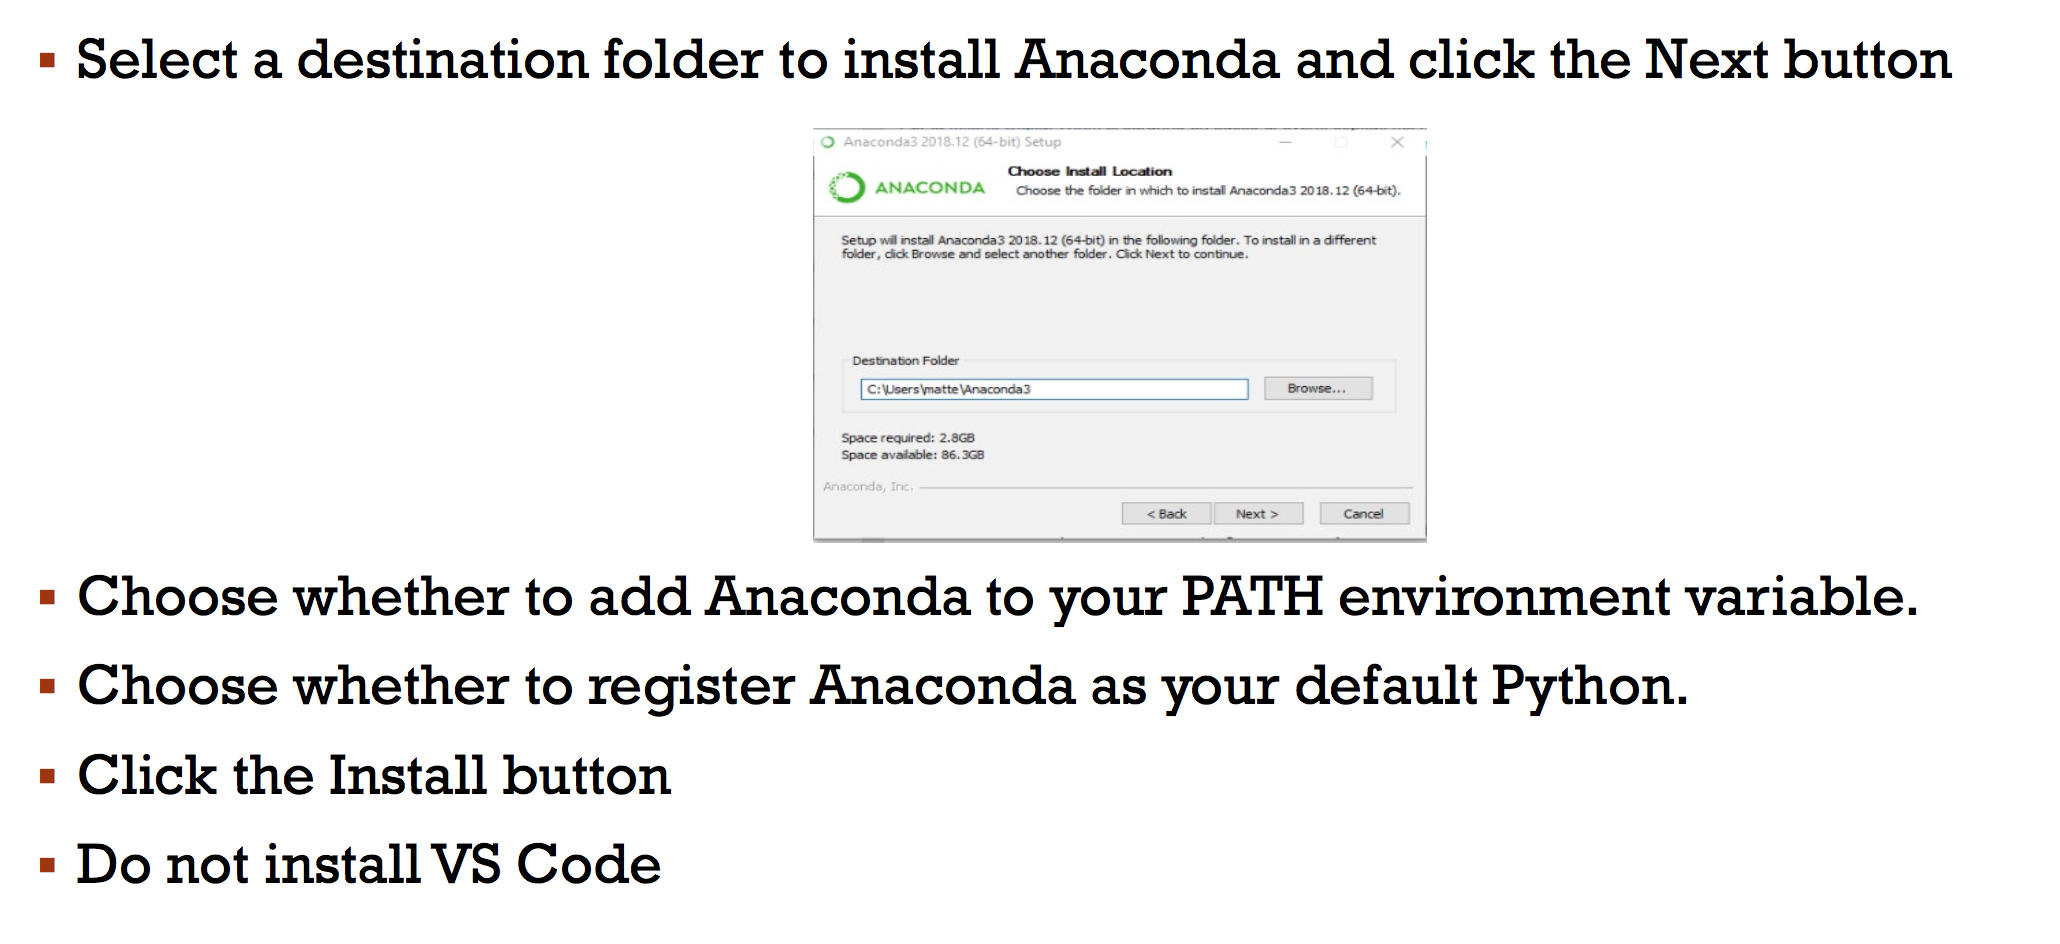 ▪ Select a destination folder to install Anaconda and click the Next button
Anaconda3 2018.12 (64-bit) Setup
ANACONDA
Choose Install Location
Choose the folder in which to install Anaconda3 2018.12 (64-bit).
Setup will install Anaconda3 2018.12 (64-bit) in the following folder. To install in a different
folder, click Browse and select another folder. Click Next to continue.
Destination Folder
C:\Users\matte\Anaconda3
Browse...
Space required: 2.8GB
Space available: 86.3GB
Anaconda, Inc.
< Back Next > Cancel
▪ Choose whether to add Anaconda to your PATH environment variable.
▪ Choose whether to register Anaconda as your default Python.
▪ Click the Install button
▪ Do not install VS Code